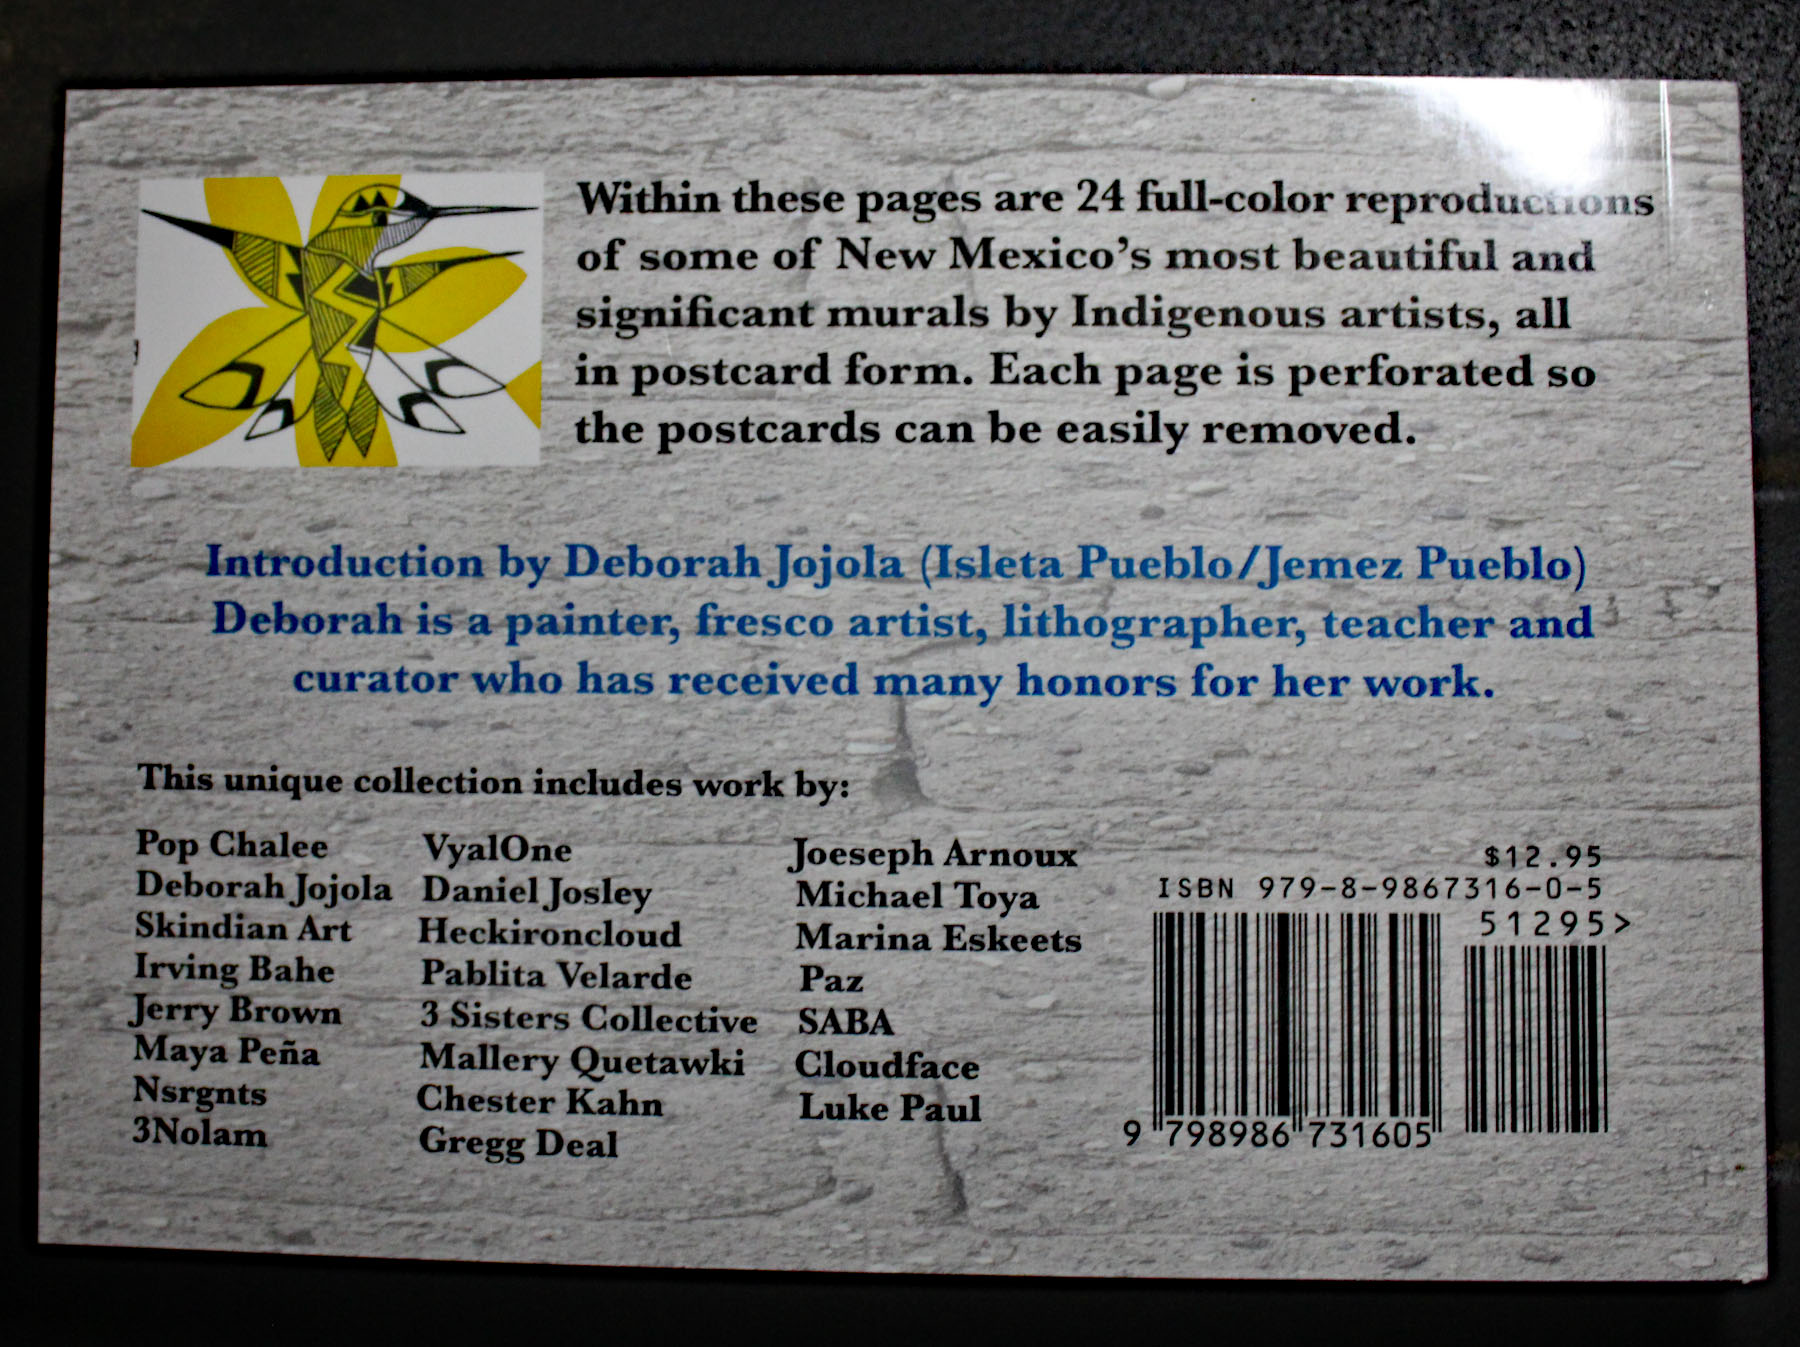 Within these pages are 24 full-color reproductions
of some of New Mexico's most beautiful and
significant murals by Indigenous artists, all
in postcard form. Each page is perforated so
the postcards can be easily removed.
Introduction by Deborah Jojola (Isleta Pueblo/Jemez Pueblo)
Deborah is a painter, fresco artist, lithographer, teacher and
curator who has received many honors for her work.
This unique collection includes work by:
Pop Chalee
Deborah Jojola
Skindian Art
Irving Bahe
Jerry Brown
Maya Peña
Nsrgnts
3Nolam
VyalOne
Daniel Josley
Heckironcloud
Pablita Velarde
3 Sisters Collective
Mallery Quetawki
Chester Kahn
Gregg Deal
Joeseph Arnoux
Michael Toya
Marina Eskeets
Paz
SABA
Cloudface
Luke Paul
$12.95
ISBN 979-8-9867316-0-5
51295>
9 798986 731605